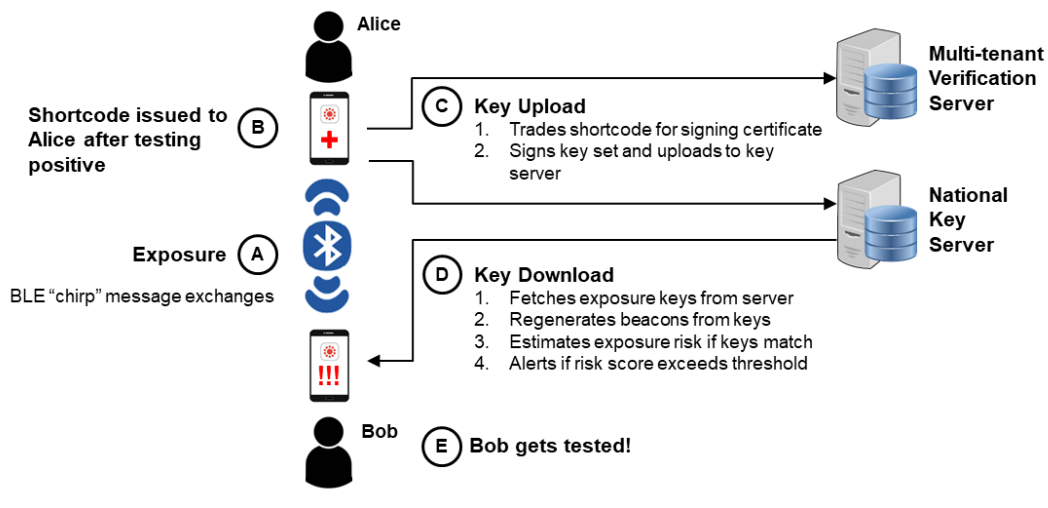 Alice
Shortcode issued to
Alice after testing
positive
B
C
Key Upload
1. Trades shortcode for signing certificate
2. Signs key set and uploads to key
server
Multi-tenant
Verification
Server
National
Key
Server
Exposure
A
BLE “chirp” message exchanges
D
Key Download
1. Fetches exposure keys from server
2. Regenerates beacons from keys
3. Estimates exposure risk if keys match
4. Alerts if risk score exceeds threshold
!!!
Bob
E
Bob gets tested!